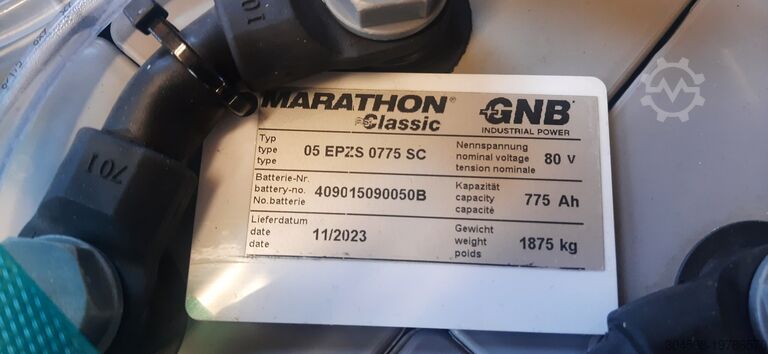 701
MARATHON®
Classic
GNB®
INDUSTRIAL POWER
Typ
type
type
05 EPZS 0775 SC
Nennspannung
nominal voltage
tension nominale
80 V
Batterie-Nr.
battery-no.
No.batterie
409015090050B
Kapazität
capacity
capacité
775 Ah
Lieferdatum
date
date
11/2023
Gewicht
weight
poids
1875 kg
701